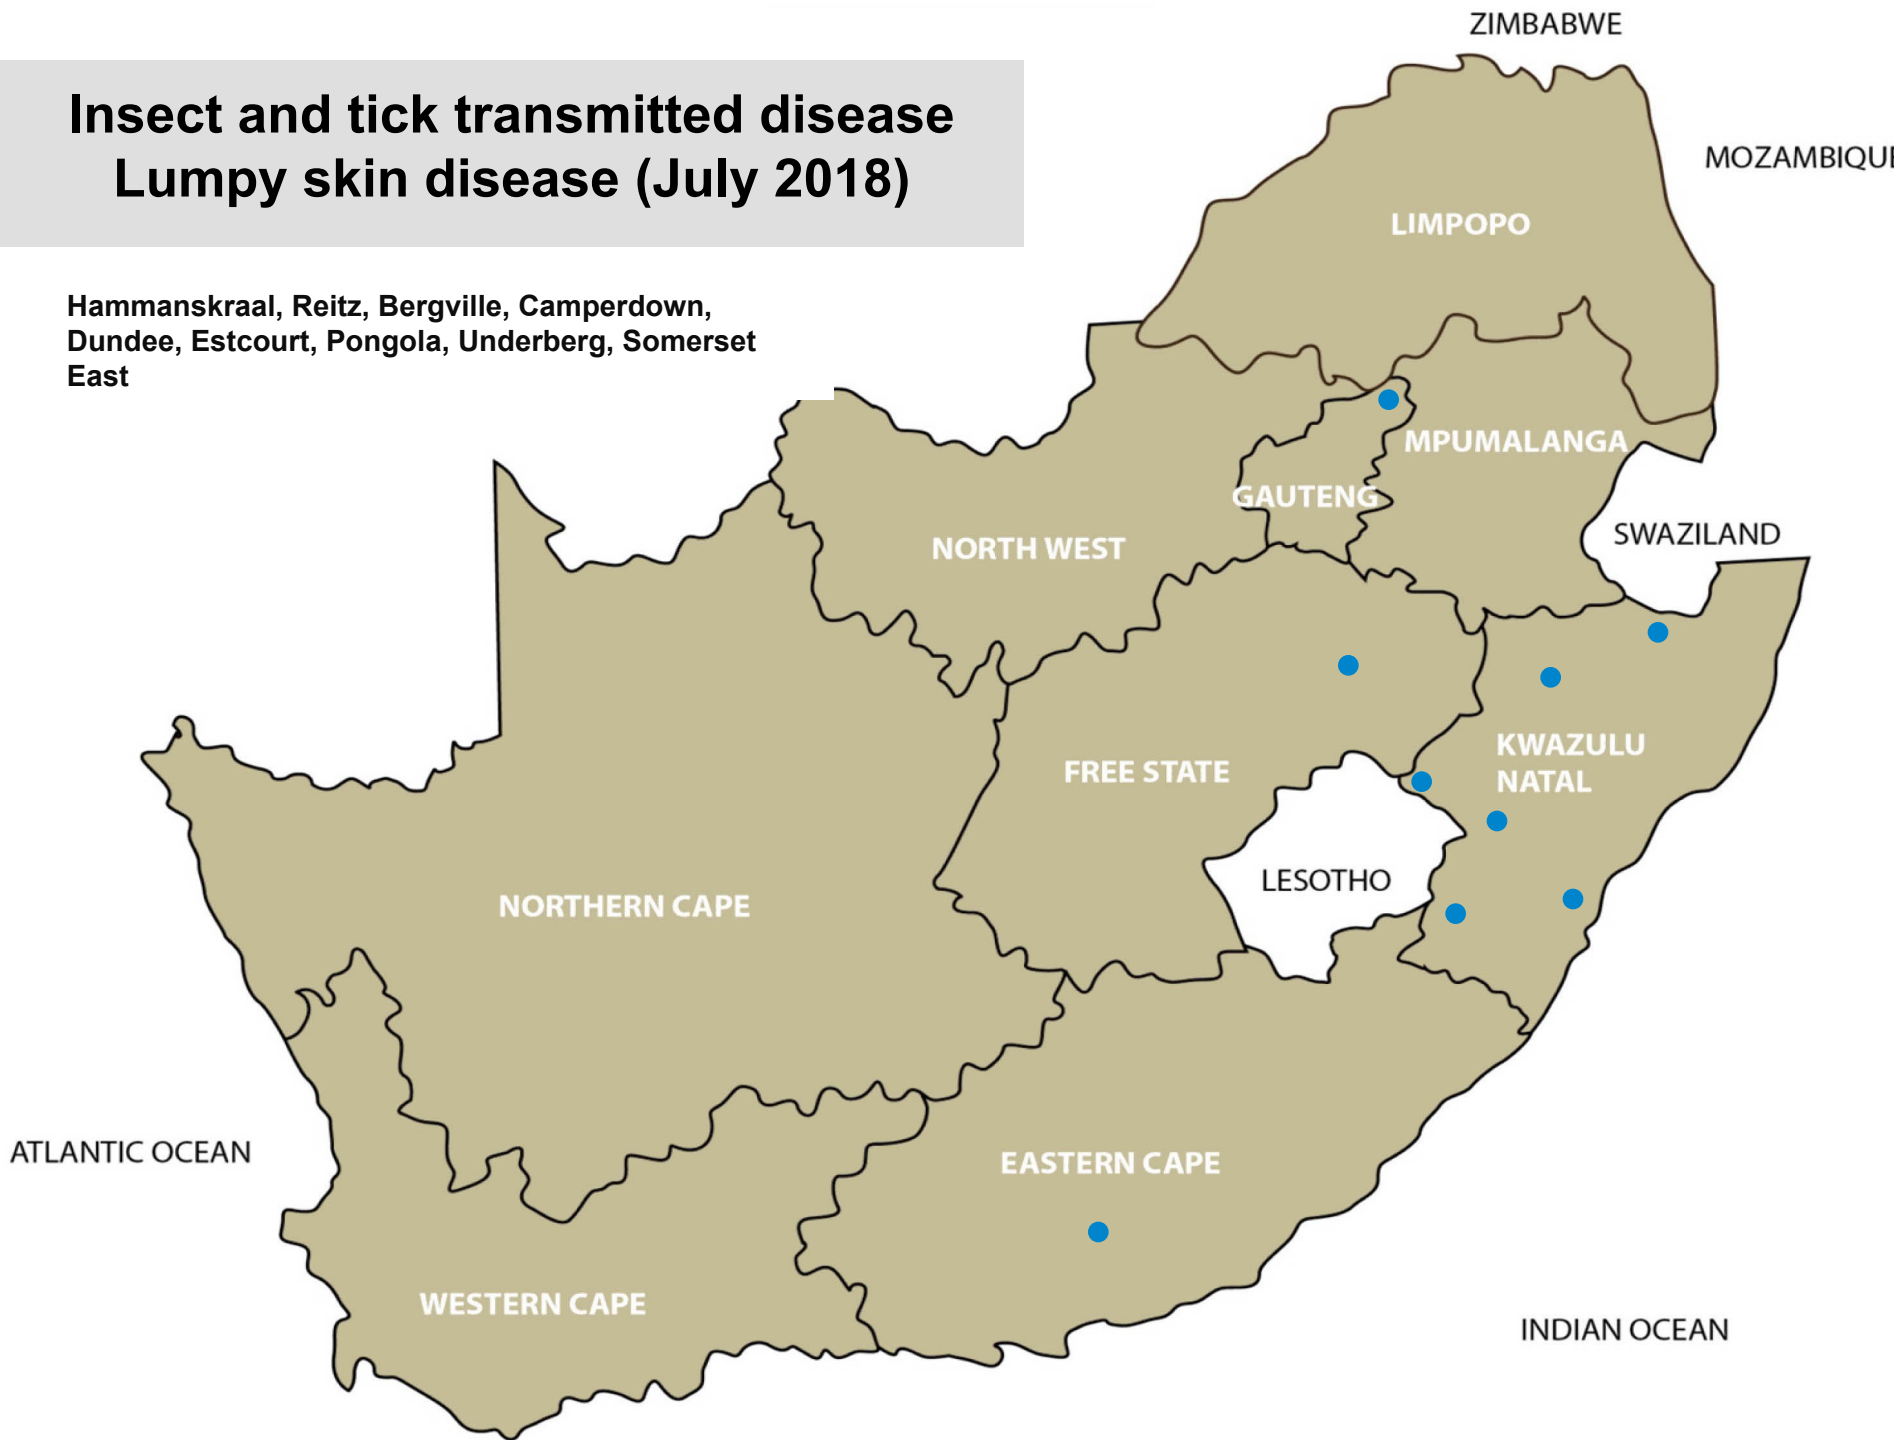 ZIMBABWE
Insect and tick transmitted disease
Lumpy skin disease (July 2018)
MOZAMBIQUE
LIMPOPO
Hammanskraal, Reitz, Bergville, Camperdown,
Dundee, Estcourt, Pongola, Underberg, Somerset
East
MPUMALANGA
GAUTENG
SWAZILAND
NORTH WEST
KWAZULU
NATAL
FREE STATE
LESOTHO
NORTHERN CAPE
ATLANTIC OCEAN
EASTERN CAPE
WESTERN CAPE
INDIAN OCEAN